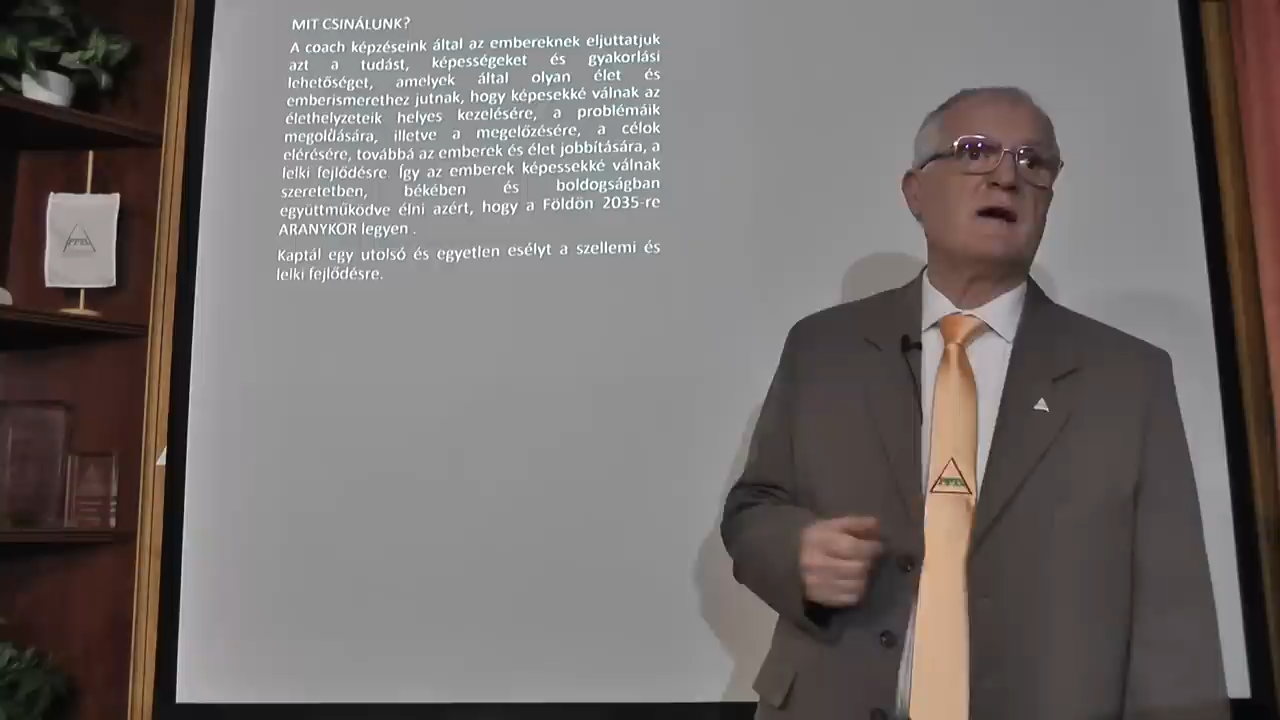 MIT CSINÁLUNK?
A coach képzéseink által az embereknek eljuttatjuk
azt a tudást, képességeket és gyakorlási
lehetőséget, amelyek által olyan élet és
emberismerethez jutnak, hogy képesekké válnak az
élethelyzeteik helyes kezelésére, a problémáik
megoldására, illetve a megelőzésére, a célok
elérésére, továbbá az emberek és élet jobbítására, a
lelki fejlődésre. Így az emberek képessekké válnak
szeretetben, békében és boldogságban
együttműködve élni azért, hogy a Földön 2035-re
ARANYKOR legyen .
Kaptál egy utolsó és egyetlen esélyt a szellemi és
lelki fejlődésre.